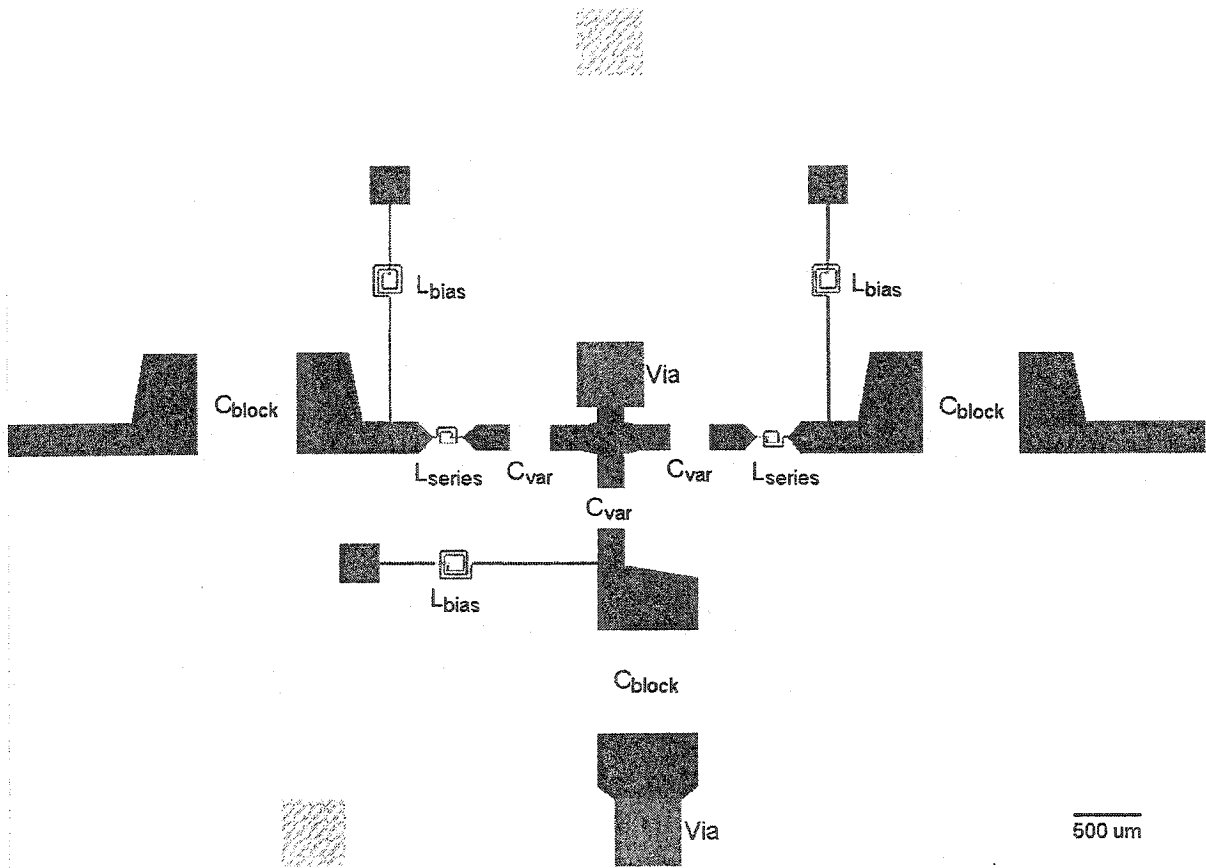 Lbias
Lbias
Via
Cblock
Cblock
Lseries
Cvar
Cvar
Lseries
Cvar
Lbias
Cblock
Via
500 um